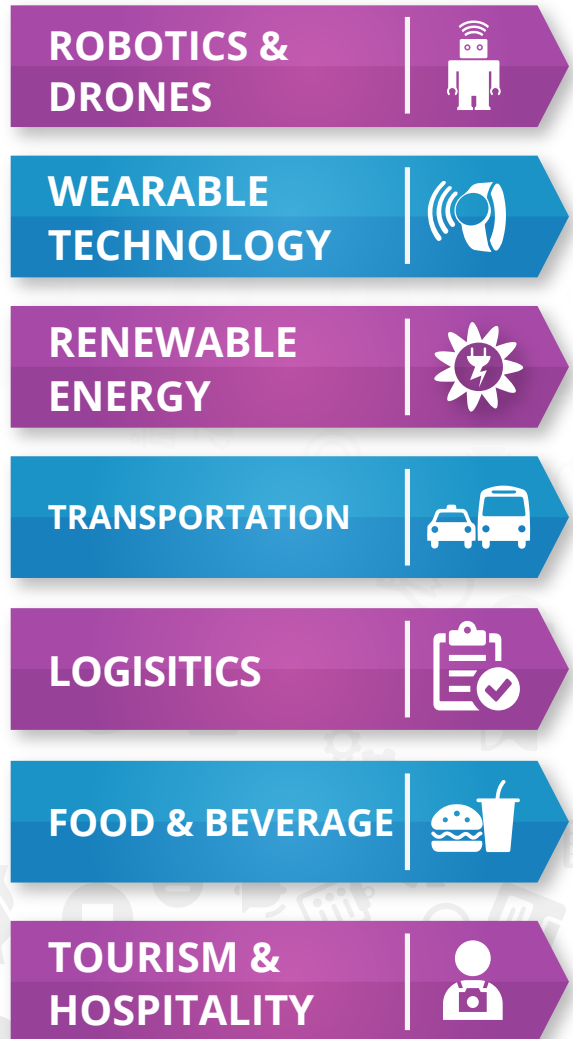 ROBOTICS &
DRONES
WEARABLE
TECHNOLOGY
RENEWABLE
ENERGY
TRANSPORTATION
LOGISITICS
FOOD & BEVERAGE
TOURISM &
HOSPITALITY